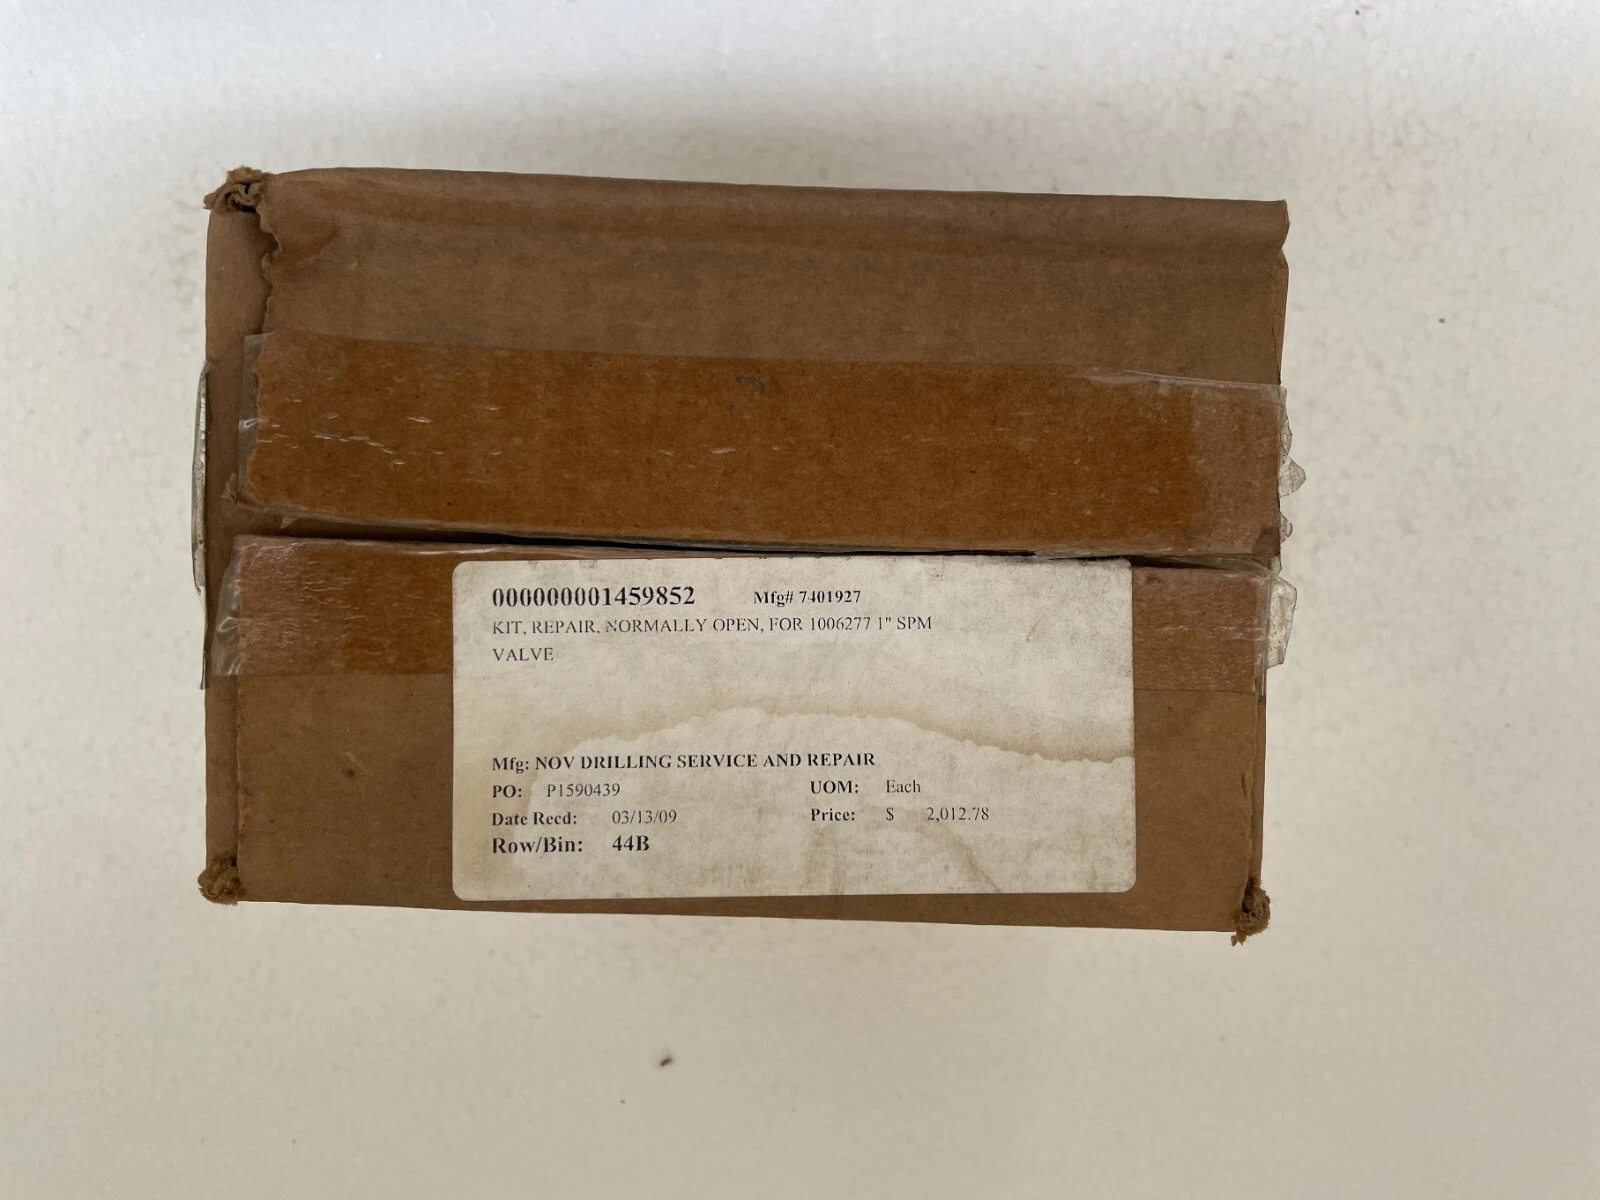 000000001459852 Mfg# 7401927
KIT, REPAIR, NORMALLY OPEN, FOR 1006277 1" SPM
VALVE
Mfg: NOV DRILLING SERVICE AND REPAIR
PO: P1590439 UOM: Each
Date Recd: 03/13/09 Price: $ 2,012.78
Row/Bin: 44B